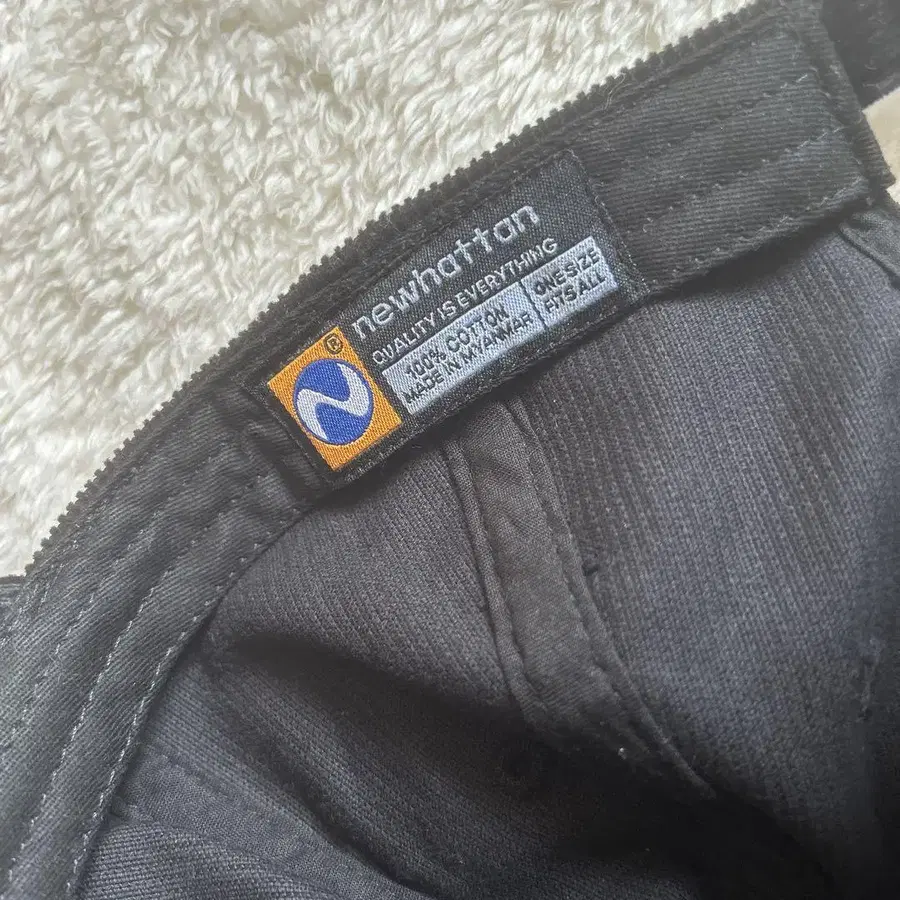 newhattan
®
QUALITY IS EVERYTHING
100% COTTON
MADE IN MYANMAR
ONE SIZE
FITS ALL